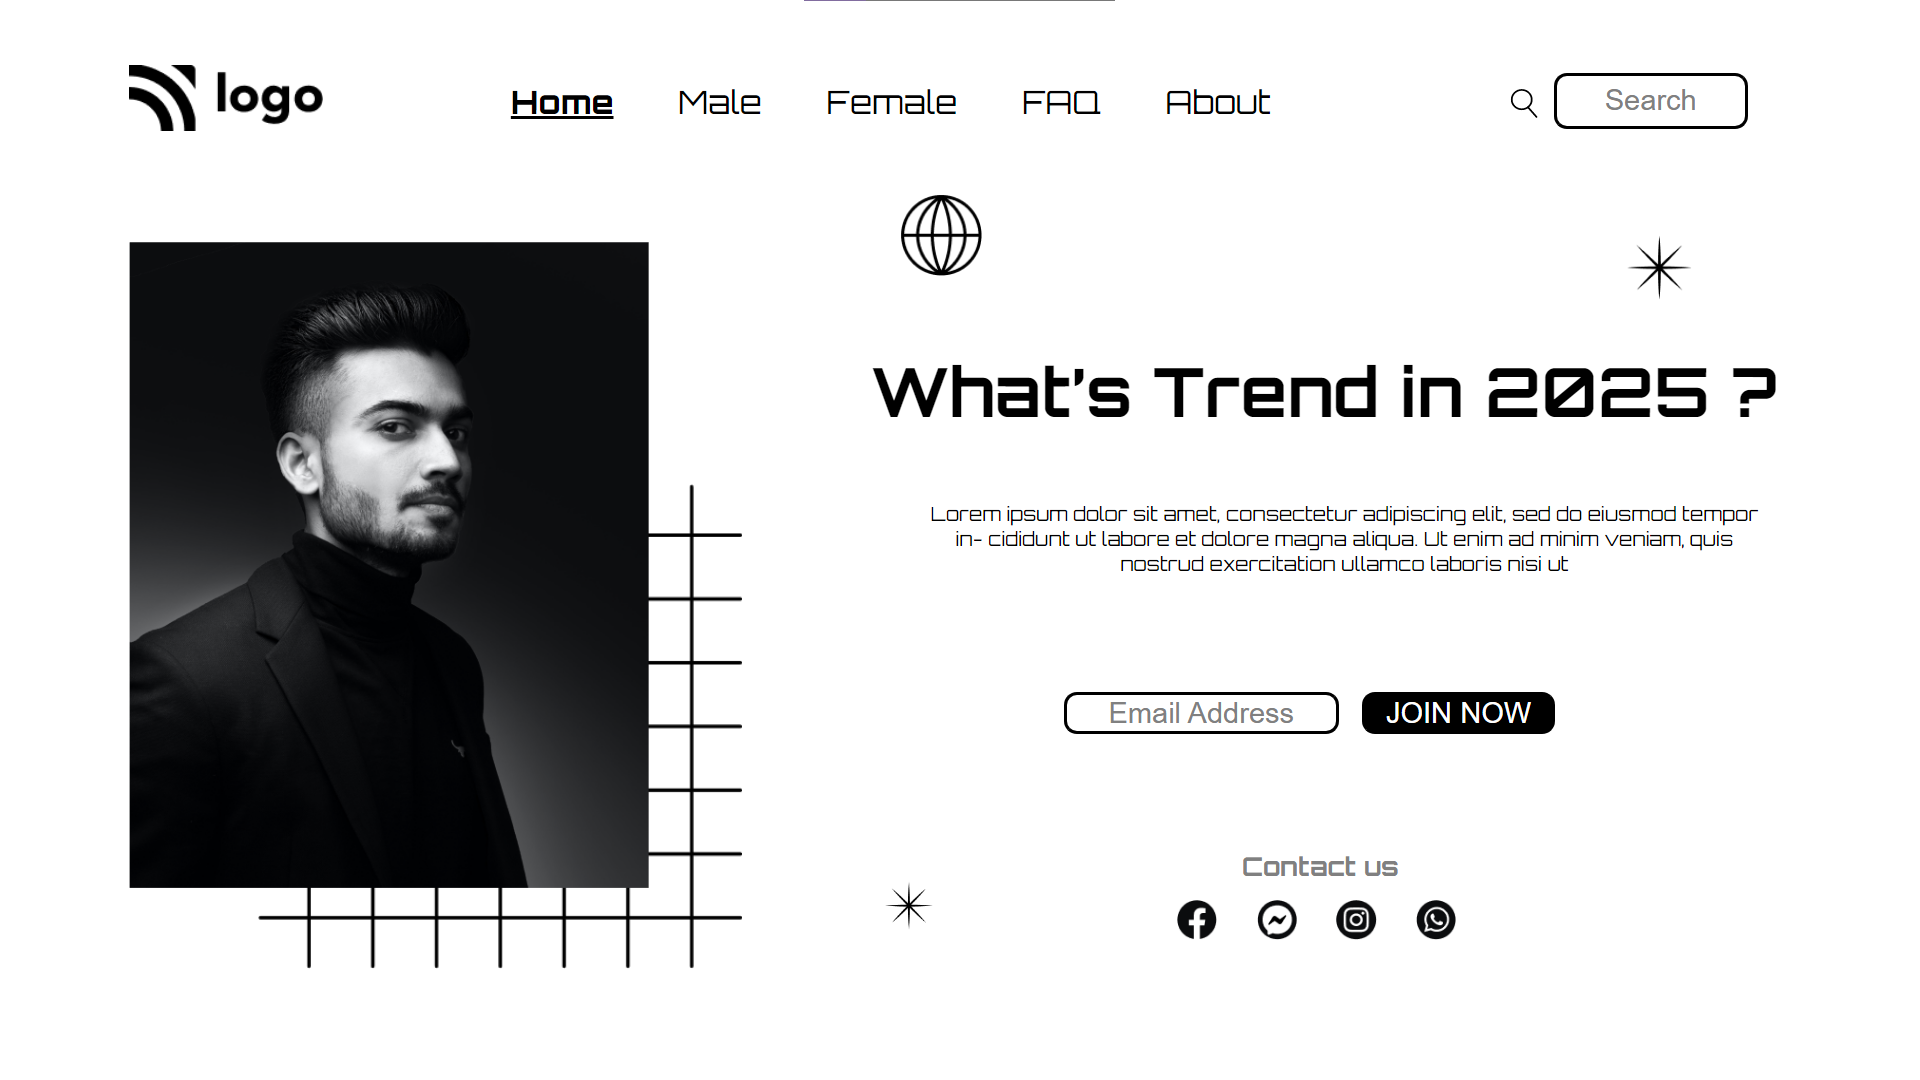 logo
Home
Male
Female
FAQ
About
Search
What's Trend in 2025 ?
Lorem ipsum dolor sit amet, consectetur adipiscing elit, sed do eiusmod tempor
in- cididunt ut labore et dolore magna aliqua. Ut enim ad minim veniam, quis
nostrud exercitation ullamco laboris nisi ut
Email Address
JOIN NOW
Contact us